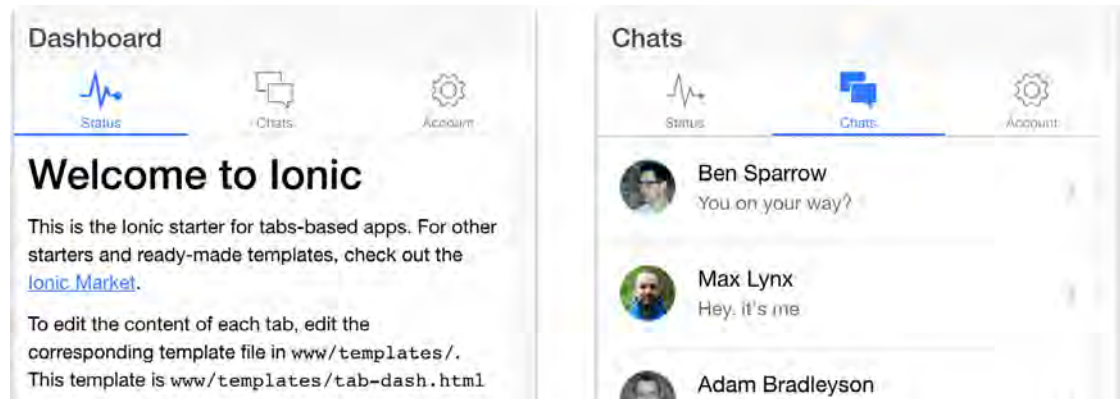 Dashboard
Status
Chats
Account
Welcome to Ionic
This is the Ionic starter for tabs-based apps. For other
starters and ready-made templates, check out the
Ionic Market.
To edit the content of each tab, edit the
corresponding template file in www/templates/.
This template is www/templates/tab-dash.html
Chats
Status
Chats
Account
Ben Sparrow
You on your way?
Max Lynx
Hey, it's me
Adam Bradleyson